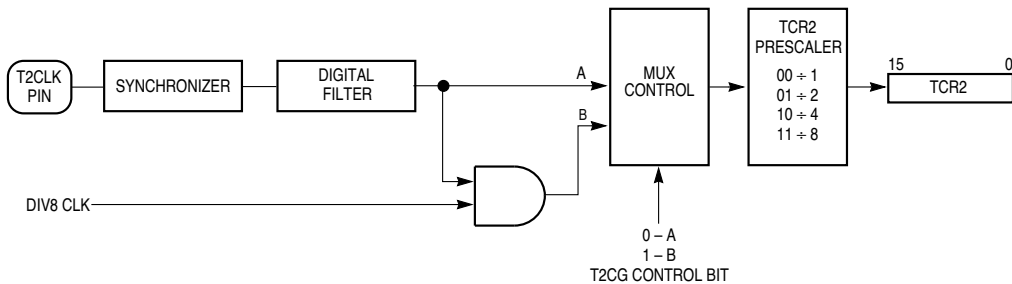 T2CLK
PIN
SYNCHRONIZER
DIGITAL
FILTER
A
B
MUX
CONTROL
TCR2
PRESCALER
00 ÷ 1
01 ÷ 2
10 ÷ 4
11 ÷ 8
15 0
TCR2
DIV8 CLK
0 – A
1 – B
T2CG CONTROL BIT